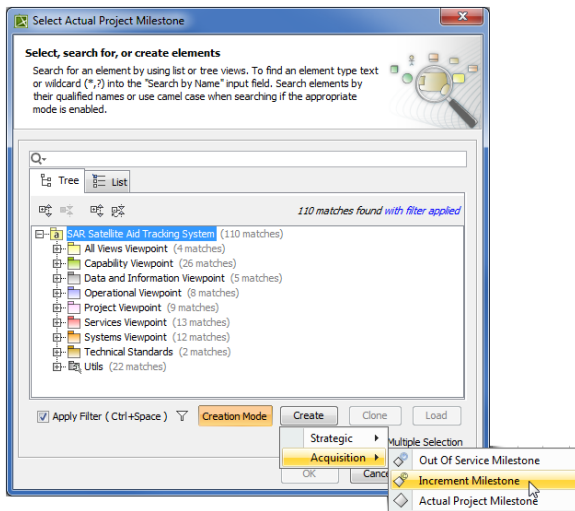 Select Actual Project Milestone
Select, search for, or create elements
Search for an element by using list or tree views. To find an element type text
or wildcard (*,?) into the "Search by Name" input field. Search elements by
their qualified names or use camel case when searching if the appropriate
mode is enabled.
Tree List
110 matches found with filter applied
SAR Satellite Aid Tracking System (110 matches)
All Views Viewpoint (4 matches)
Capability Viewpoint (26 matches)
Data and Information Viewpoint (5 matches)
Operational Viewpoint (8 matches)
Project Viewpoint (9 matches)
Services Viewpoint (13 matches)
Systems Viewpoint (12 matches)
Technical Standards (2 matches)
Utils (22 matches)
Apply Filter ( Ctrl+Space ) Creation Mode Create Clone Load
Strategic Multiple Selection
Acquisition Out Of Service Milestone
OK
Increment Milestone
Actual Project Milestone